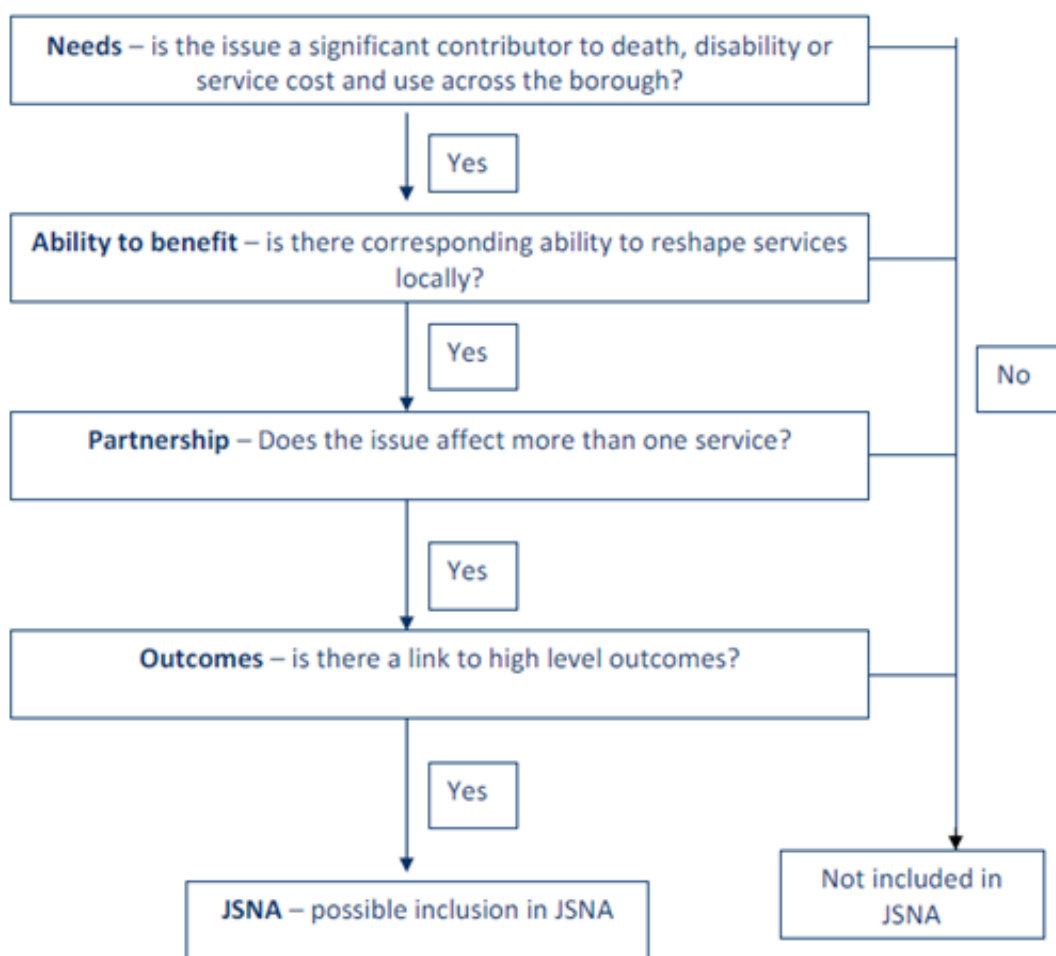 Needs – is the issue a significant contributor to death, disability or
service cost and use across the borough?
Yes
Ability to benefit – is there corresponding ability to reshape services
locally?
Yes
No
Partnership – Does the issue affect more than one service?
Yes
Outcomes – is there a link to high level outcomes?
Yes
JSNA – possible inclusion in JSNA
Not included in
JSNA